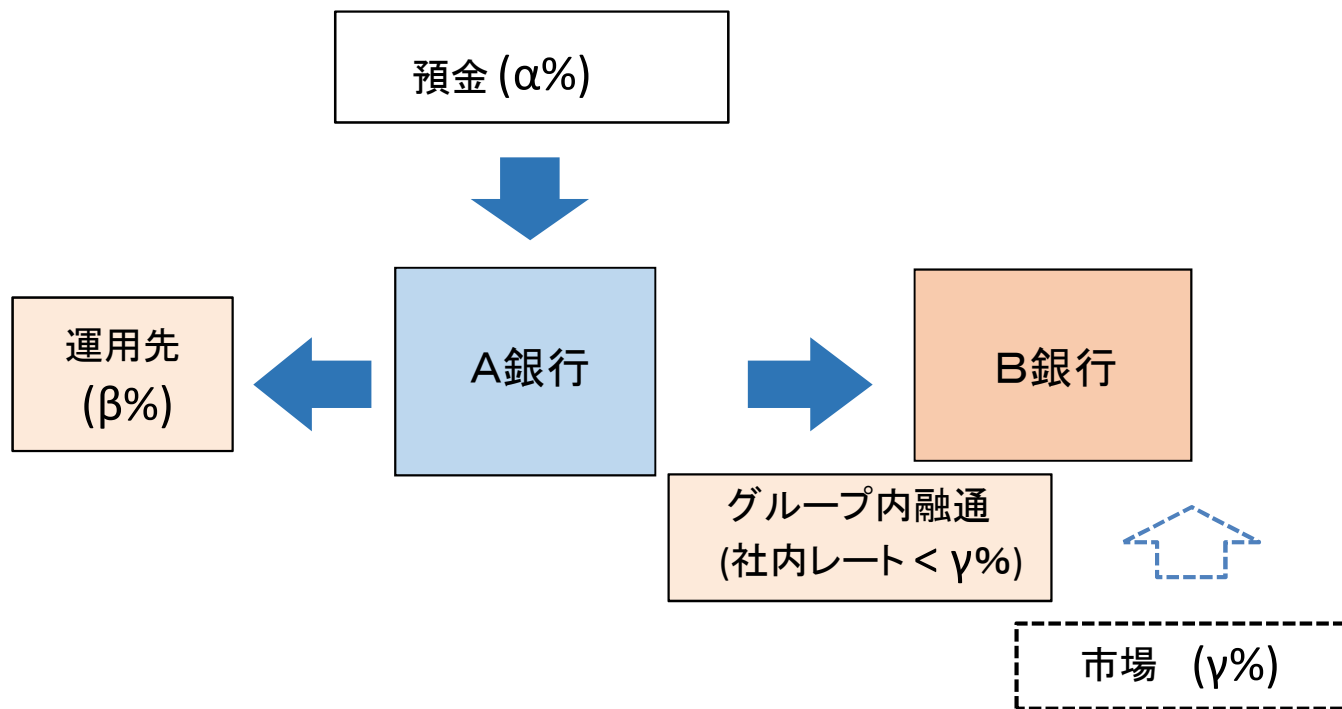 預金 (α%)
運用先
(β%)
A銀行
B銀行
グループ内融通
(社内レート < γ%)
市場 (γ%)